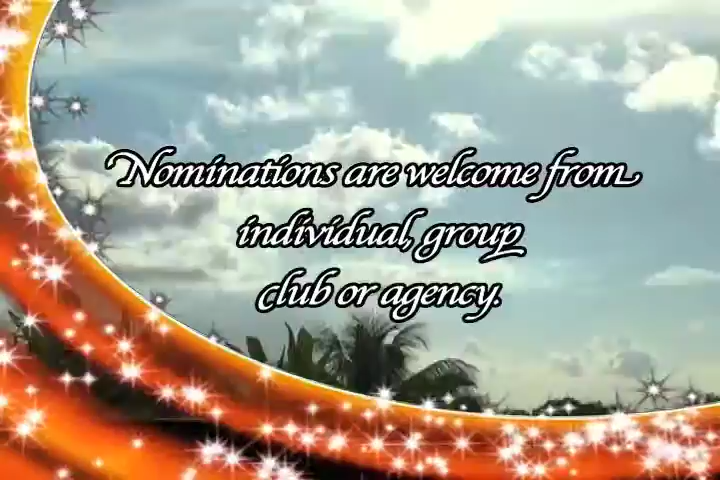 Nominations are welcome from
individual, group
club or agency.